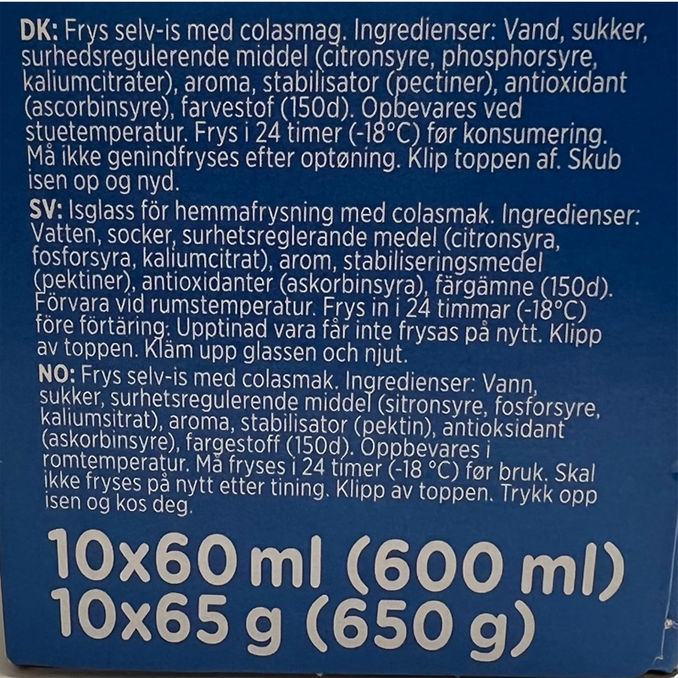 DK: Frys selv-is med colasmag. Ingredienser: Vand, sukker,
surhedsregulerende middel (citronsyre, phosphorsyre,
kaliumcitrater), aroma, stabilisator (pectiner), antioxidant
(ascorbinsyre), farvestof (150d). Opbevares ved
stuetemperatur. Frys i 24 timer (-18°C) før konsumering.
Må ikke genindfryses efter optøning. Klip toppen af. Skub
isen op og nyd.
SV: Isglass för hemmafrysning med colasmak. Ingredienser:
Vatten, socker, surhetsreglerande medel (citronsyra,
fosforsyra, kaliumcitrat), arom, stabiliseringsmedel
(pektiner), antioxidanter (askorbinsyra), färgämne (150d).
Förvara vid rumstemperatur. Frys in i 24 timmar (-18°C)
före förtäring. Upptinad vara får inte frysas på nytt. Klipp
av toppen. Kläm upp glassen och njut.
NO: Frys selv-is med colasmak. Ingredienser: Vann,
sukker, surhetsregulerende middel (sitronsyre, fosforsyre,
kaliumsitrat), aroma, stabilisator (pektin), antioksidant
(askorbinsyre), fargestoff (150d). Oppbevares i
romtemperatur. Må fryses i 24 timer (-18 °C) før bruk. Skal
ikke fryses på nytt etter tining. Klipp av toppen. Trykk opp
isen og kos deg.
10x60 ml (600 ml)
10x65 g (650 g)